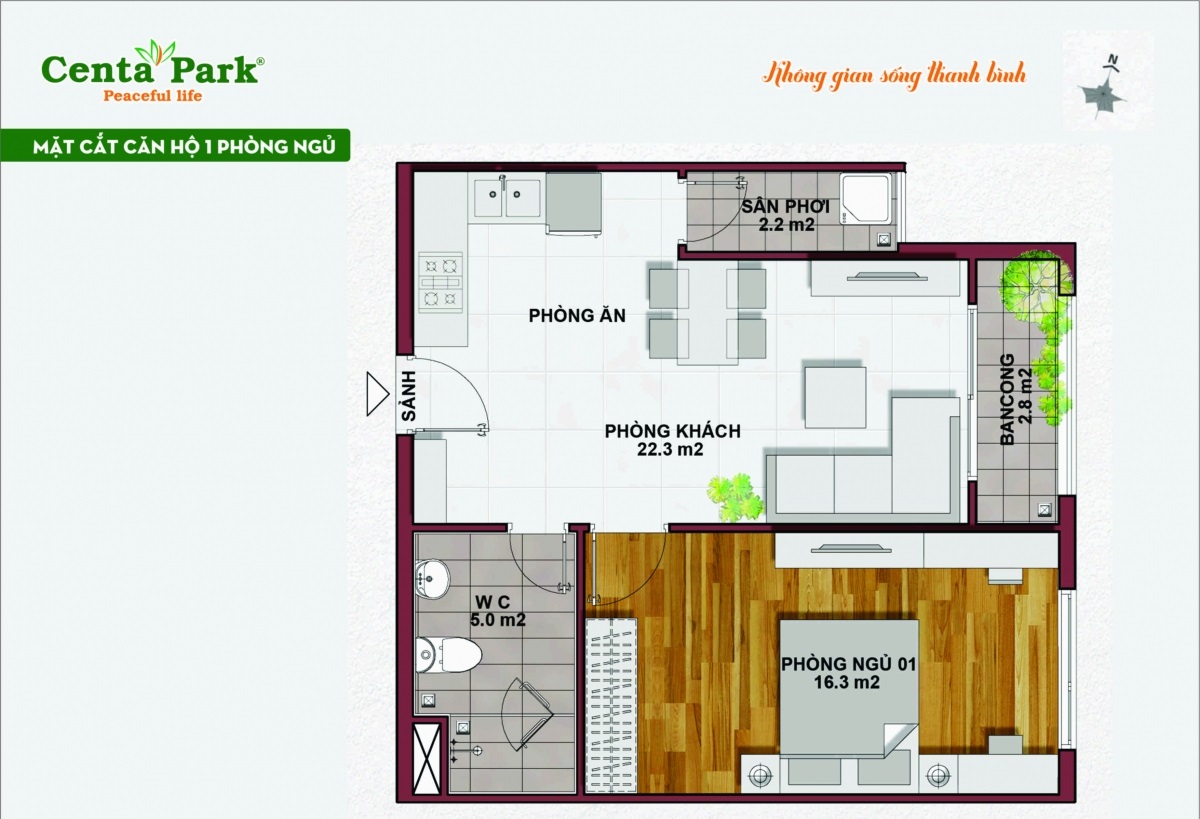 Centa Park®
Peaceful life
Không gian sống thanh bình
N
MẶT CẮT CĂN HỘ 1 PHÒNG NGỦ
SÂN PHƠI
2.2 m2
PHÒNG ĂN
SẢNH
BANCONG
2.8 m2
PHÒNG KHÁCH
22.3 m2
W C
5.0 m2
PHÒNG NGỦ 01
16.3 m2